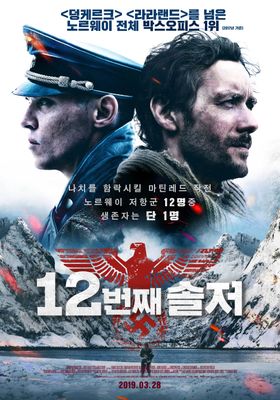 <덩케르크> <라라랜드>를 넘은
노르웨이 전체 박스오피스 1위
나치를 함락시킬 마틴레드 작전
노르웨이 저항군 12명중
생존자는 단 1명
12번째 솔저
2019.03.28